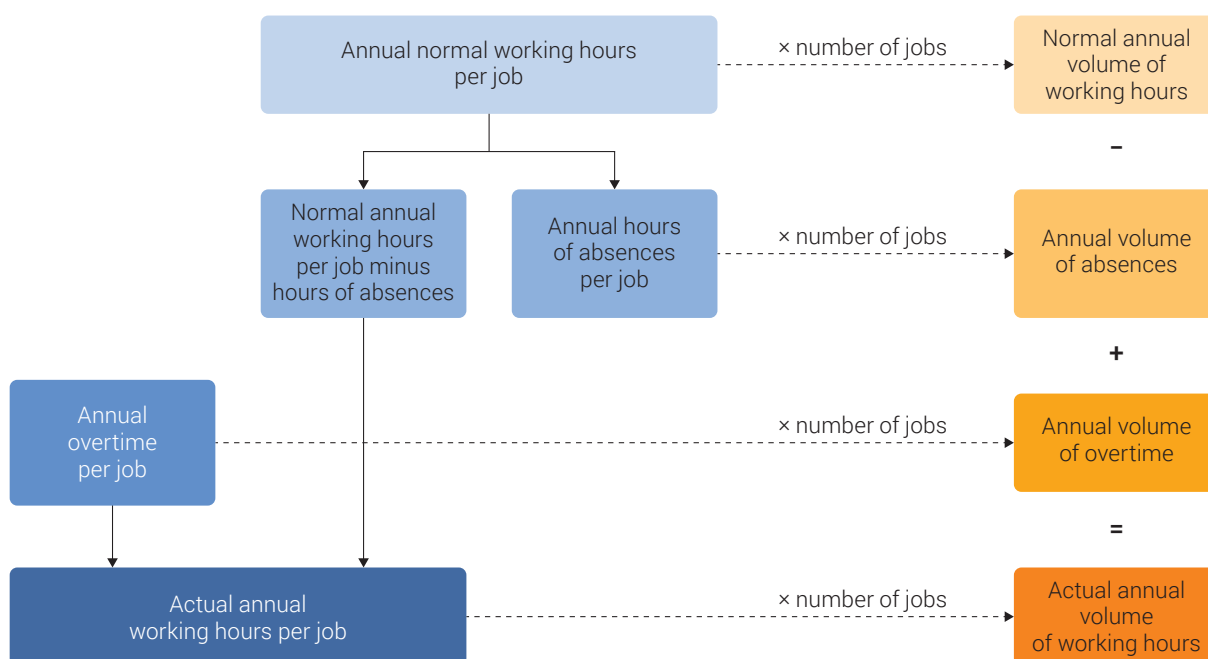 Annual normal working hours
per job
× number of jobs
Normal annual
volume of
working hours
–
Normal annual
working hours
per job minus
hours of absences
Annual hours
of absences
per job
× number of jobs
Annual volume
of absences
+
Annual
overtime
per job
× number of jobs
Annual volume
of overtime
=
Actual annual
working hours per job
× number of jobs
Actual annual
volume
of working hours